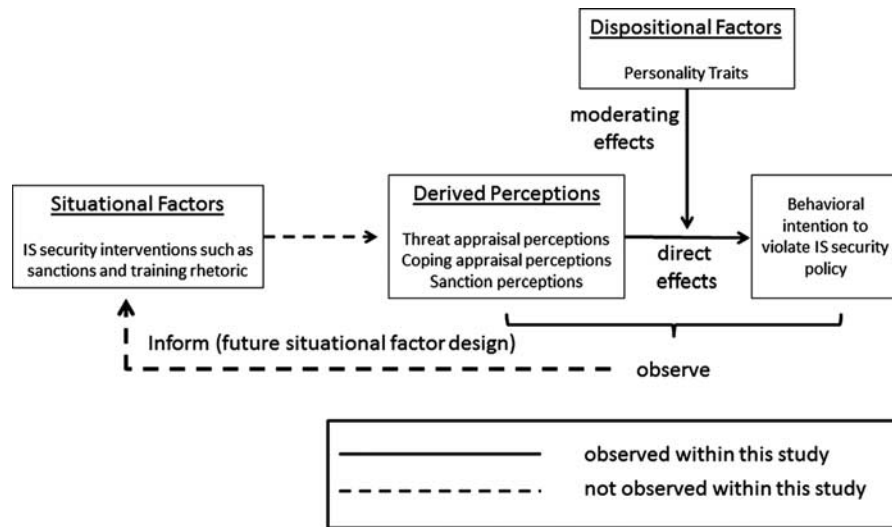 Dispositional Factors
Personality Traits
moderating
effects
Situational Factors
IS security interventions such as
sanctions and training rhetoric
Derived Perceptions
Threat appraisal perceptions
Coping appraisal perceptions
Sanction perceptions
direct
effects
Behavioral
intention to
violate IS security
policy
Inform (future situational factor design)
observe
observed within this study
not observed within this study